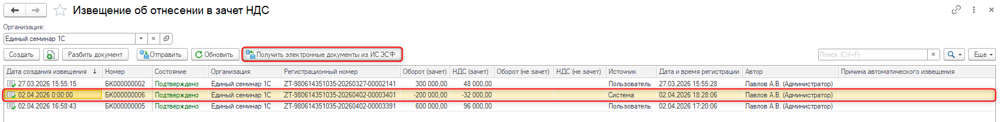 Извещение об отнесении в зачет НДС
Организация:
Единый семинар 1С
Создать Разбить документ Отправить Обновить Получить электронные документы из ИС ЭСФ Поиск (Ctrl+F) Еще
Дата создания извещения Номер Состояние Организация Регистрационный номер Оборот (зачет) НДС (зачет) Оборот (не зачет) НДС (не зачет) Источник Дата и время регистрации Автор Причина автоматического извещения
27.03.2026 15:55:15 БК000000002 Подтверждено Единый семинар 1С ZT-980614351035-20260327-00002141 300 000,00 48 000,00 Пользователь 27.03.2026 15:55:28 Павлов А.В. (Администратор)
02.04.2026 0:00:00 БК000000006 Подтверждено Единый семинар 1С ZT-980614351035-20260402-00003401 -200 000,00 -32 000,00 Система 02.04.2026 18:28:06 Павлов А.В. (Администратор)
02.04.2026 16:58:43 БК000000005 Подтверждено Единый семинар 1С ZT-980614351035-20260402-00003391 600 000,00 96 000,00 Пользователь 02.04.2026 17:20:06 Павлов А.В. (Администратор)